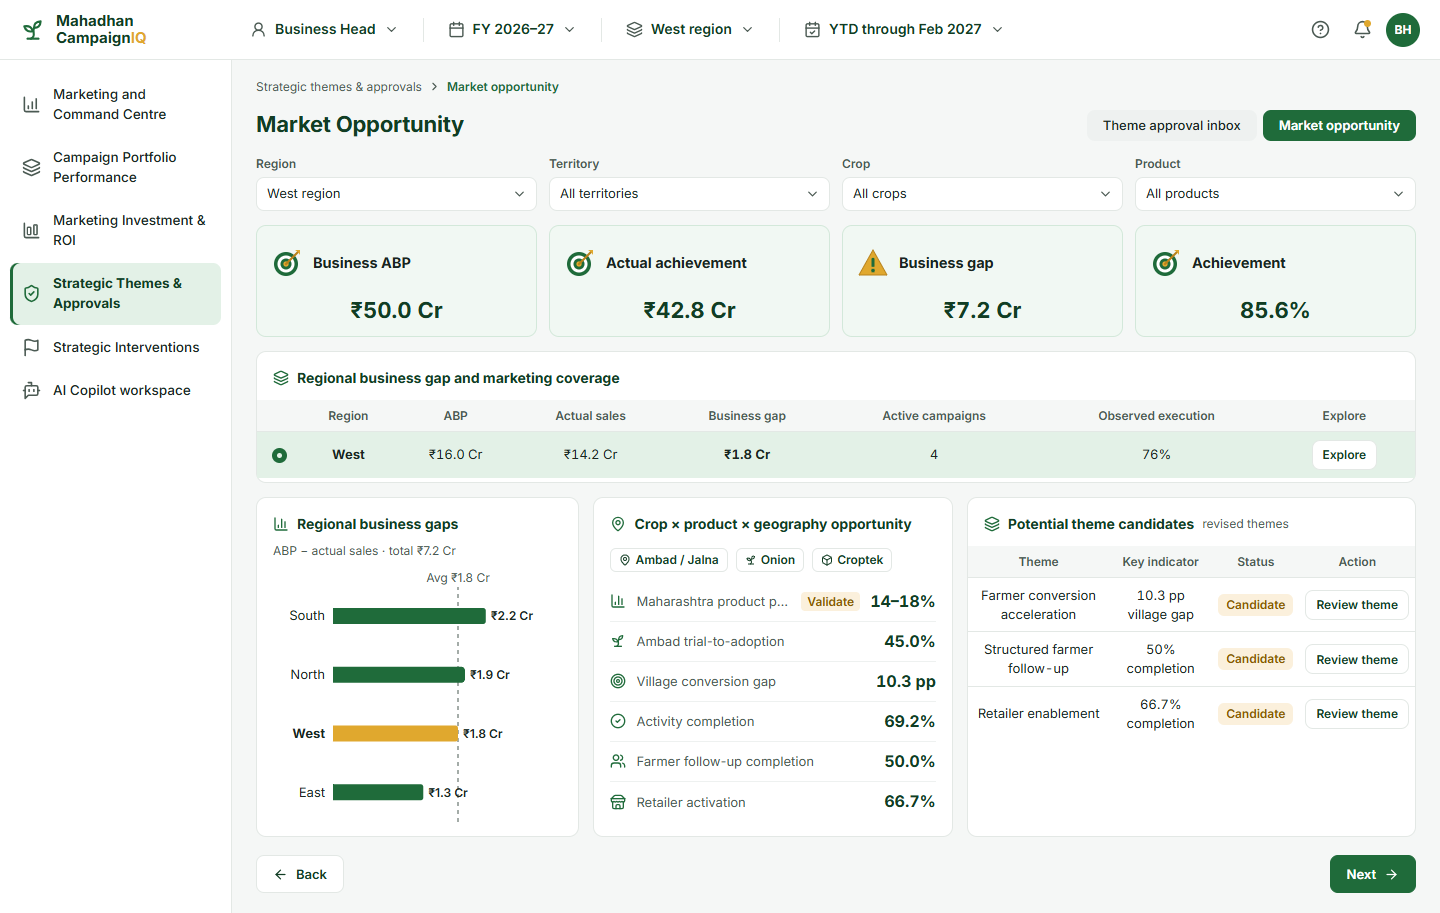 Mahadhan
CampaignIQ
Business Head
FY 2026–27
West region
YTD through Feb 2027
BH
Marketing and
Command Centre
Campaign Portfolio
Performance
Marketing Investment &
ROI
Strategic Themes &
Approvals
Strategic Interventions
AI Copilot workspace
Strategic themes & approvals > Market opportunity
Market Opportunity
Theme approval inbox
Market opportunity
Region
Territory
Crop
Product
West region
All territories
All crops
All products
Business ABP
₹50.0 Cr
Actual achievement
₹42.8 Cr
Business gap
₹7.2 Cr
Achievement
85.6%
Regional business gap and marketing coverage
Region ABP Actual sales Business gap Active campaigns Observed execution Explore
West ₹16.0 Cr ₹14.2 Cr ₹1.8 Cr 4 76% Explore
Regional business gaps
ABP − actual sales · total ₹7.2 Cr
Avg ₹1.8 Cr
South ₹2.2 Cr
North ₹1.9 Cr
West ₹1.8 Cr
East ₹1.3 Cr
Crop × product × geography opportunity
Ambad / Jalna
Onion
Croptek
Maharashtra product p... Validate 14–18%
Ambad trial-to-adoption 45.0%
Village conversion gap 10.3 pp
Activity completion 69.2%
Farmer follow-up completion 50.0%
Retailer activation 66.7%
Potential theme candidates revised themes
Theme Key indicator Status Action
Farmer conversion
acceleration
10.3 pp
village gap
Candidate
Review theme
Structured farmer
follow-up
50%
completion
Candidate
Review theme
Retailer enablement
66.7%
completion
Candidate
Review theme
Back
Next